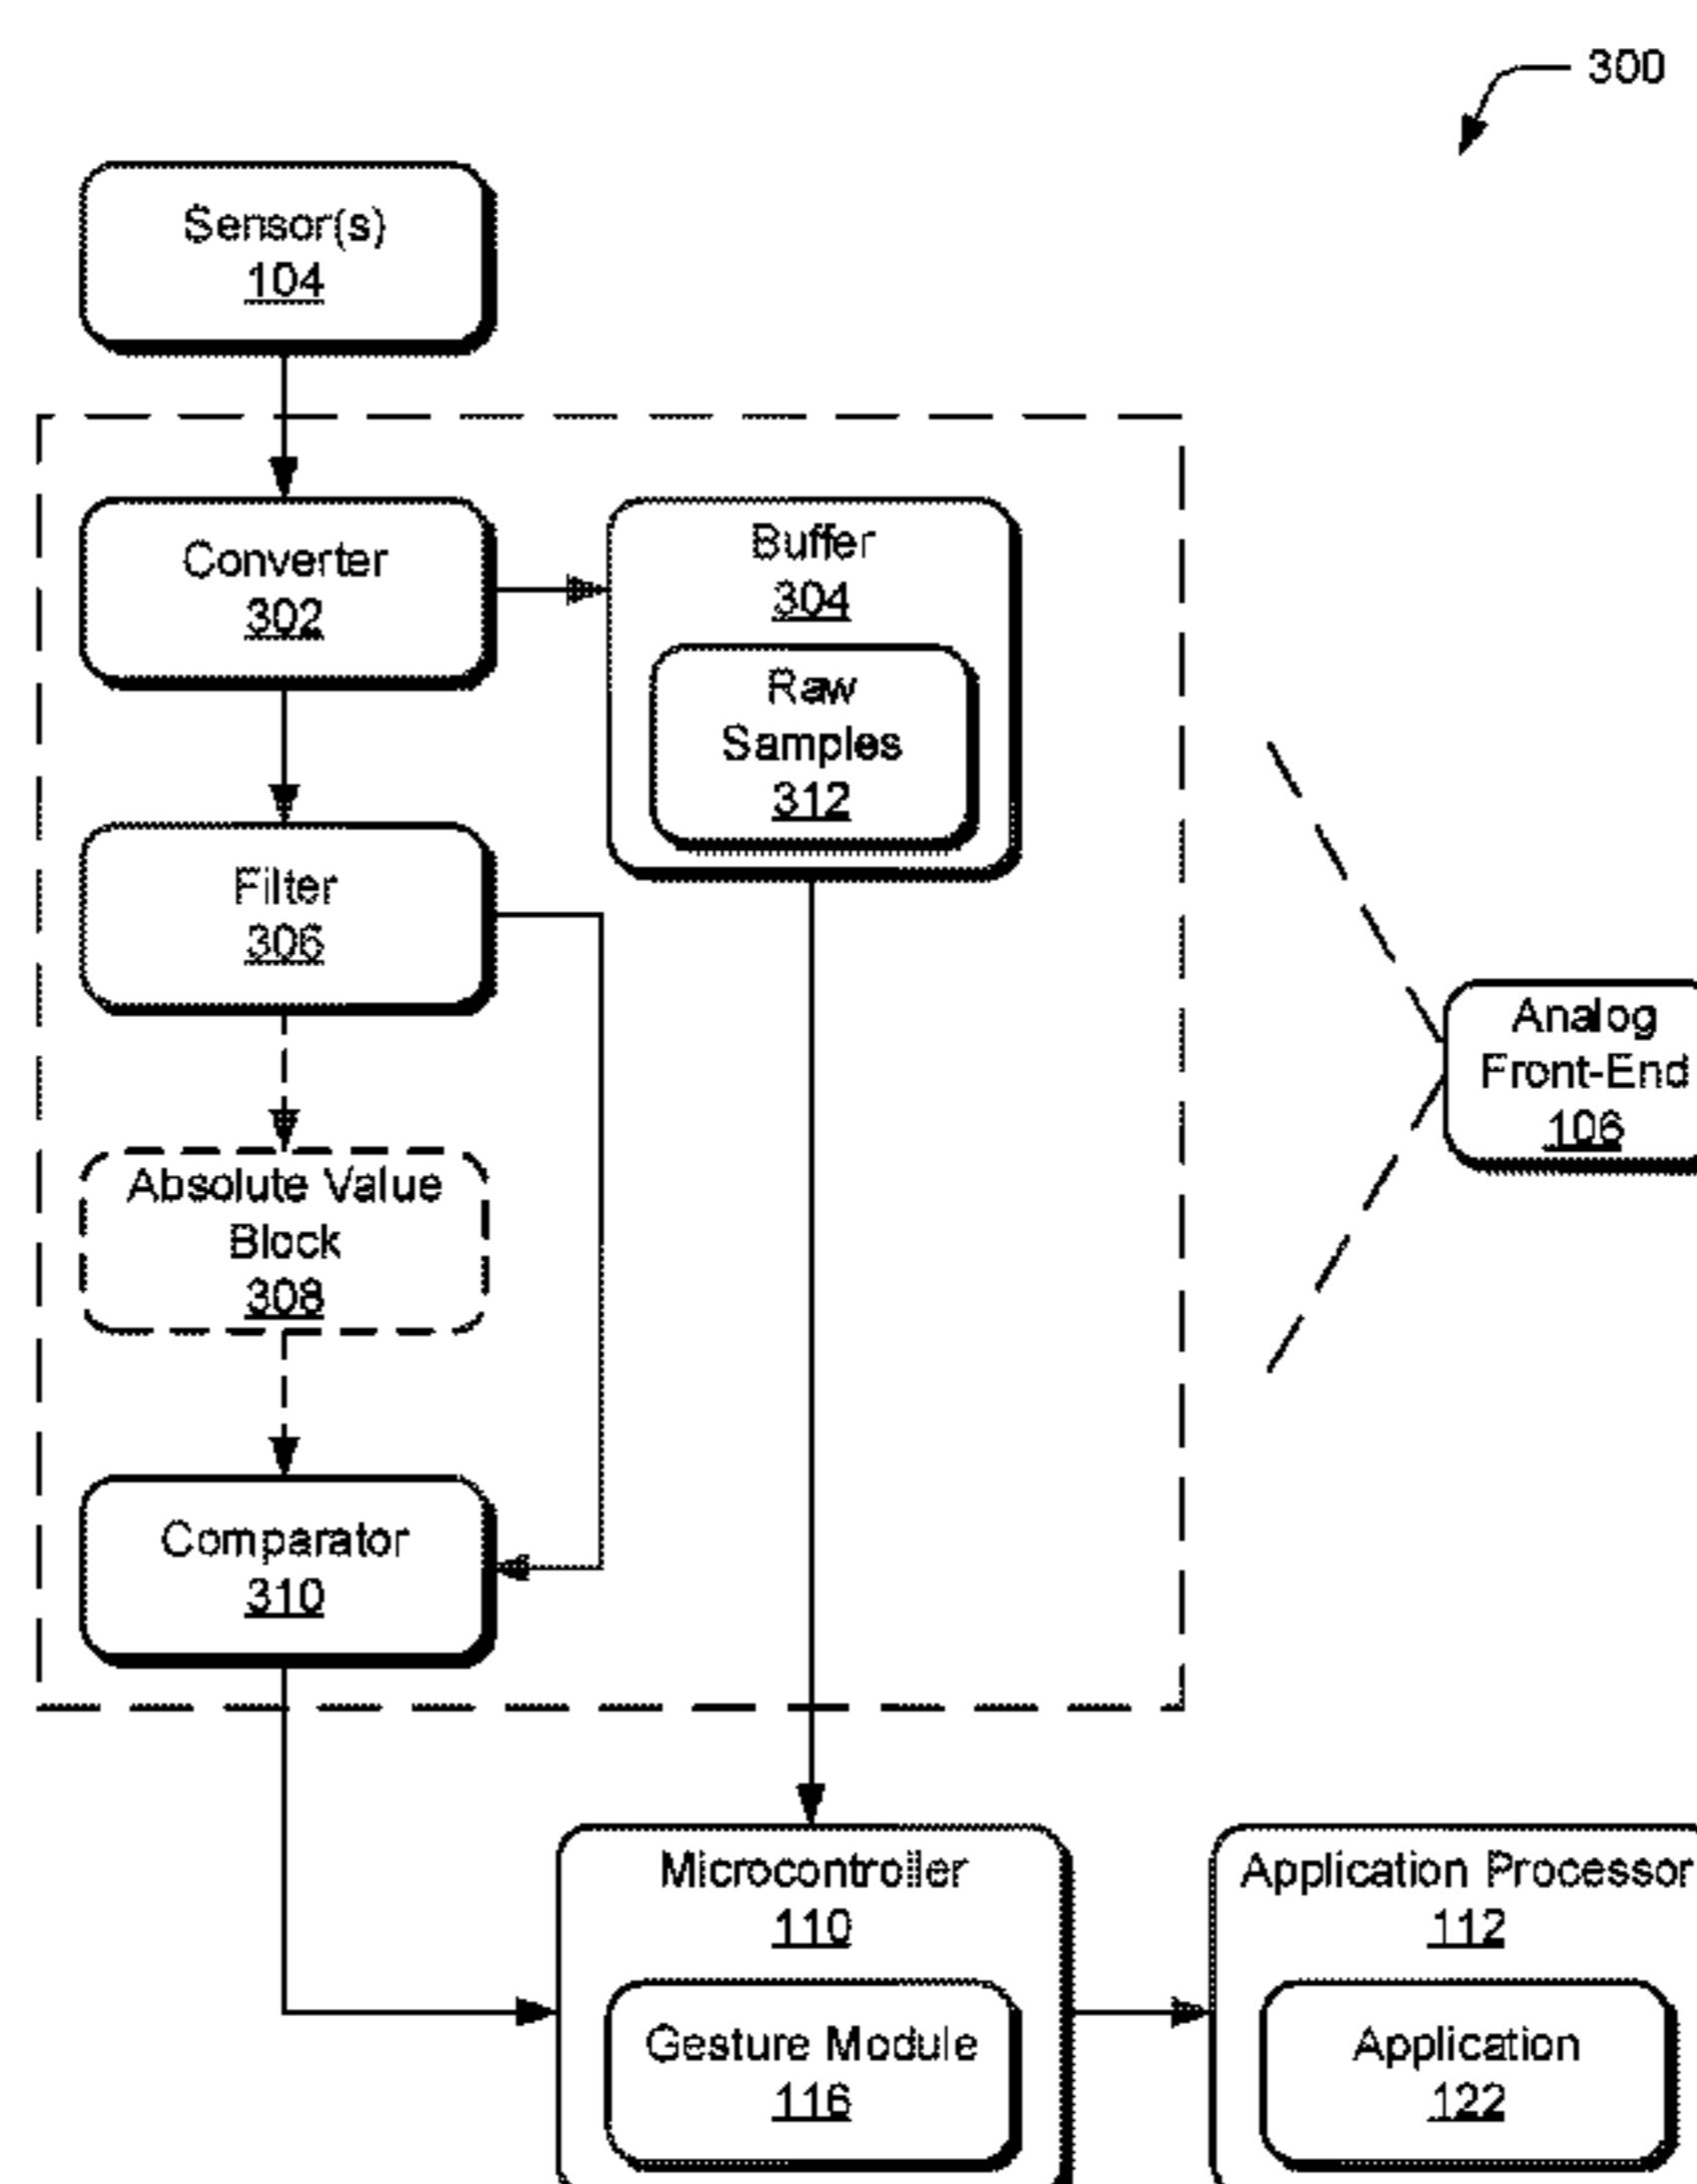 300
Sensor(s)
104
Converter
302
Buffer
304
Raw
Samples
312
Filter
306
Analog
Front-End
106
Absolute Value
Block
308
Comparator
310
Microcontroller
110
Gesture Module
116
Application Processor
112
Application
122